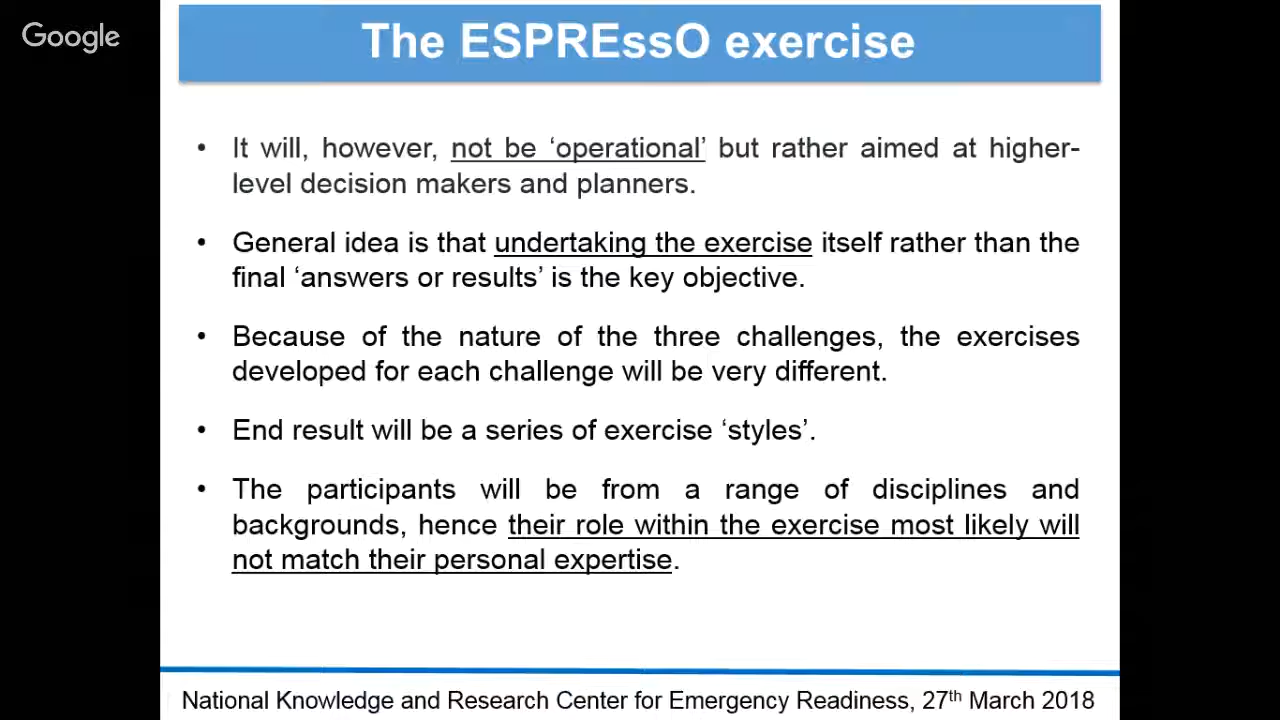 Google
The ESPREssO exercise
• It will, however, not be ‘operational’ but rather aimed at higher-
level decision makers and planners.
• General idea is that undertaking the exercise itself rather than the
final ‘answers or results’ is the key objective.
• Because of the nature of the three challenges, the exercises
developed for each challenge will be very different.
• End result will be a series of exercise ‘styles’.
• The participants will be from a range of disciplines and
backgrounds, hence their role within the exercise most likely will
not match their personal expertise.
National Knowledge and Research Center for Emergency Readiness, 27th March 2018